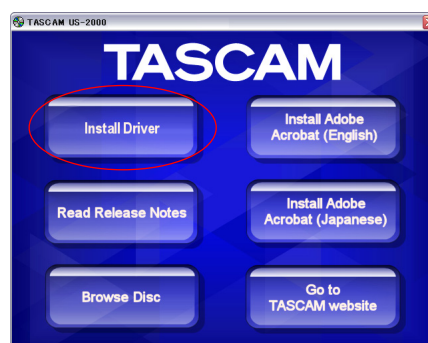 TASCAM US-2000
TASCAM
Install Driver
Install Adobe
Acrobat (English)
Read Release Notes
Install Adobe
Acrobat (Japanese)
Browse Disc
Go to
TASCAM website